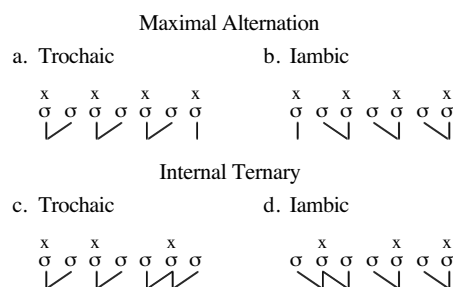 Maximal Alternation
a. Trochaic b. Iambic
x x x x x x x x
σ σ σ σ σ σ σ σ σ σ σ σ σ σ
Internal Ternary
c. Trochaic d. Iambic
x x x x x x
σ σ σ σ σ σ σ σ σ σ σ σ σ σ